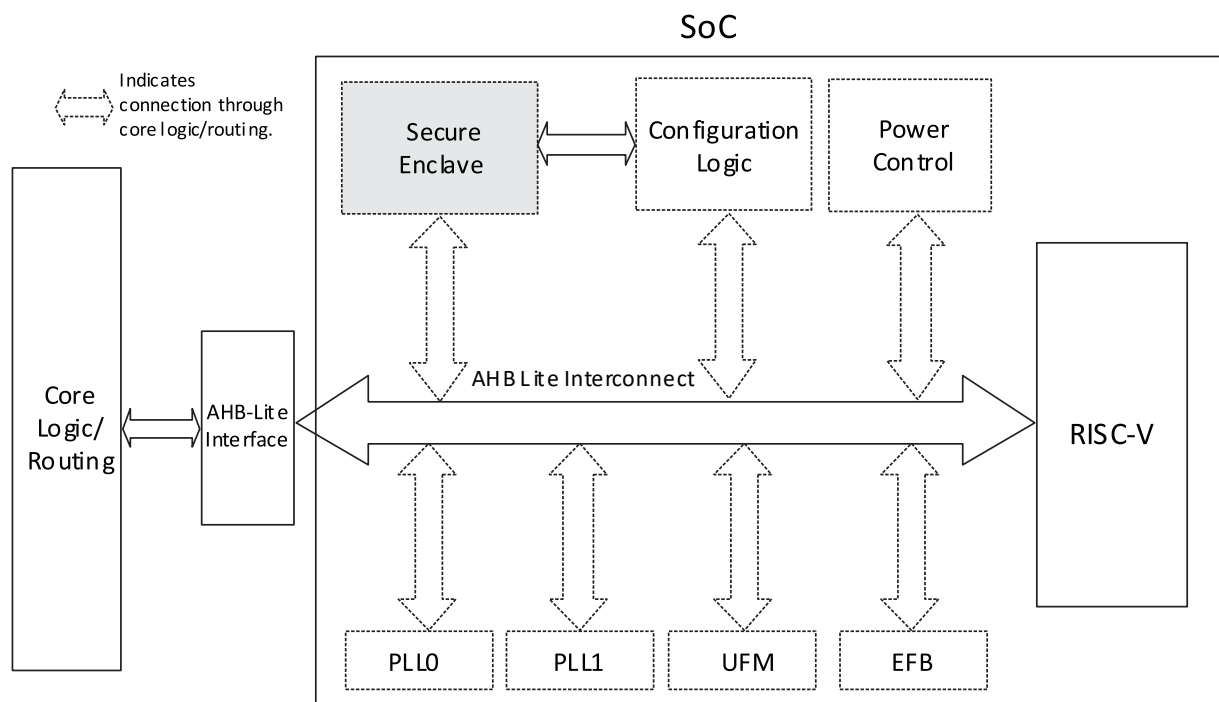 SoC
Indicates
connection through
core logic/routing.
Secure
Enclave
Configuration
Logic
Power
Control
AHB Lite Interconnect
Core
Logic/
Routing
AHB-Lite
Interface
RISC-V
PLL0
PLL1
UFM
EFB